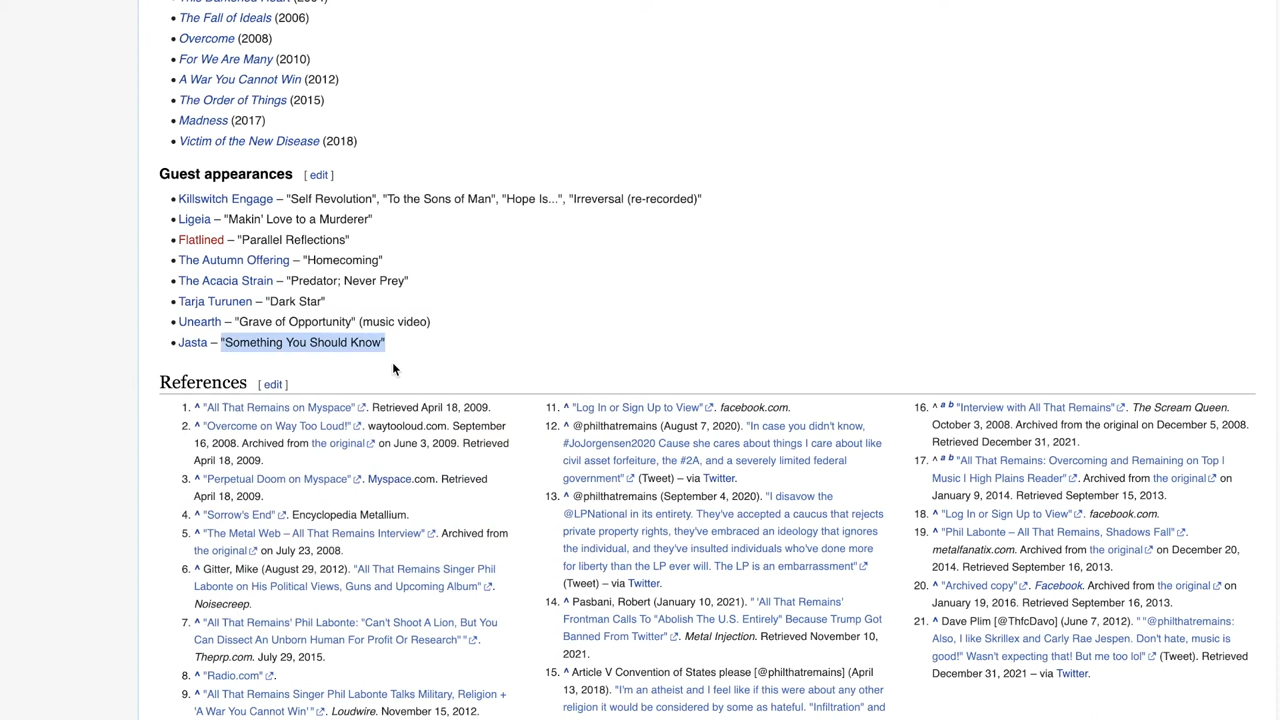 The Fall of Ideals (2006)
Overcome (2008)
For We Are Many (2010)
A War You Cannot Win (2012)
The Order of Things (2015)
Madness (2017)
Victim of the New Disease (2018)
Guest appearances [ edit ]
Killswitch Engage – "Self Revolution", "To the Sons of Man", "Hope Is...", "Irreversal (re-recorded)"
Ligeia – "Makin' Love to a Murderer"
Flatlined – "Parallel Reflections"
The Autumn Offering – "Homecoming"
The Acacia Strain – "Predator; Never Prey"
Tarja Turunen – "Dark Star"
Unearth – "Grave of Opportunity" (music video)
Jasta – "Something You Should Know"
References [ edit ]
1. ^ "All That Remains on Myspace". Retrieved April 18, 2009.
2. ^ "Overcome on Way Too Loud!". waytooloud.com. September
16, 2008. Archived from the original on June 3, 2009. Retrieved
April 18, 2009.
3. ^ "Perpetual Doom on Myspace". Myspace.com. Retrieved
April 18, 2009.
4. ^ "Sorrow's End". Encyclopedia Metallium.
5. ^ "The Metal Web – All That Remains Interview". Archived from
the original on July 23, 2008.
6. ^ Gitter, Mike (August 29, 2012). "All That Remains Singer Phil
Labonte on His Political Views, Guns and Upcoming Album".
Noisecreep.
7. ^ "All That Remains' Phil Labonte: "Can't Shoot A Lion, But You
Can Dissect An Unborn Human For Profit Or Research" ".
Theprp.com. July 29, 2015.
8. ^ "Radio.com".
9. ^ "All That Remains Singer Phil Labonte Talks Military, Religion +
'A War You Cannot Win' ". Loudwire. November 15, 2012.
11. ^ "Log In or Sign Up to View". facebook.com.
12. ^ @philthatremains (August 7, 2020). "In case you didn't know,
#JoJorgensen2020 Cause she cares about things I care about like
civil asset forfeiture, the #2A, and a severely limited federal
government" (Tweet) – via Twitter.
13. ^ @philthatremains (September 4, 2020). "I disavow the
@LPNational in its entirety. They've accepted a caucus that rejects
private property rights, they've embraced an ideology that ignores
the individual, and they've insulted individuals who've done more
for liberty than the LP ever will. The LP is an embarrassment"
(Tweet) – via Twitter.
14. ^ Pasbani, Robert (January 10, 2021). " 'All That Remains'
Frontman Calls To "Abolish The U.S. Entirely" Because Trump Got
Banned From Twitter". Metal Injection. Retrieved November 10,
2021.
15. ^ Article V Convention of States please [@philthatremains] (April
13, 2018). "I'm an atheist and I feel like if this were about any other
religion it would be considered by some as hateful. "Infiltration" and
16. ^ a b "Interview with All That Remains". The Scream Queen.
October 3, 2008. Archived from the original on December 5, 2008.
Retrieved December 31, 2021.
17. ^ a b "All That Remains: Overcoming and Remaining on Top |
Music | High Plains Reader". Archived from the original on
January 9, 2014. Retrieved September 15, 2013.
18. ^ "Log In or Sign Up to View". facebook.com.
19. ^ "Phil Labonte – All That Remains, Shadows Fall".
metalfanatix.com. Archived from the original on December 20,
2014. Retrieved September 16, 2013.
20. ^ "Archived copy". Facebook. Archived from the original on
January 19, 2016. Retrieved September 16, 2013.
21. ^ Dave Plim [@ThfcDavo] (June 7, 2012). " "@philthatremains:
Also, I like Skrillex and Carly Rae Jespen. Don't hate, music is
good!" Wasn't expecting that! But me too lol" (Tweet). Retrieved
December 31, 2021 – via Twitter.